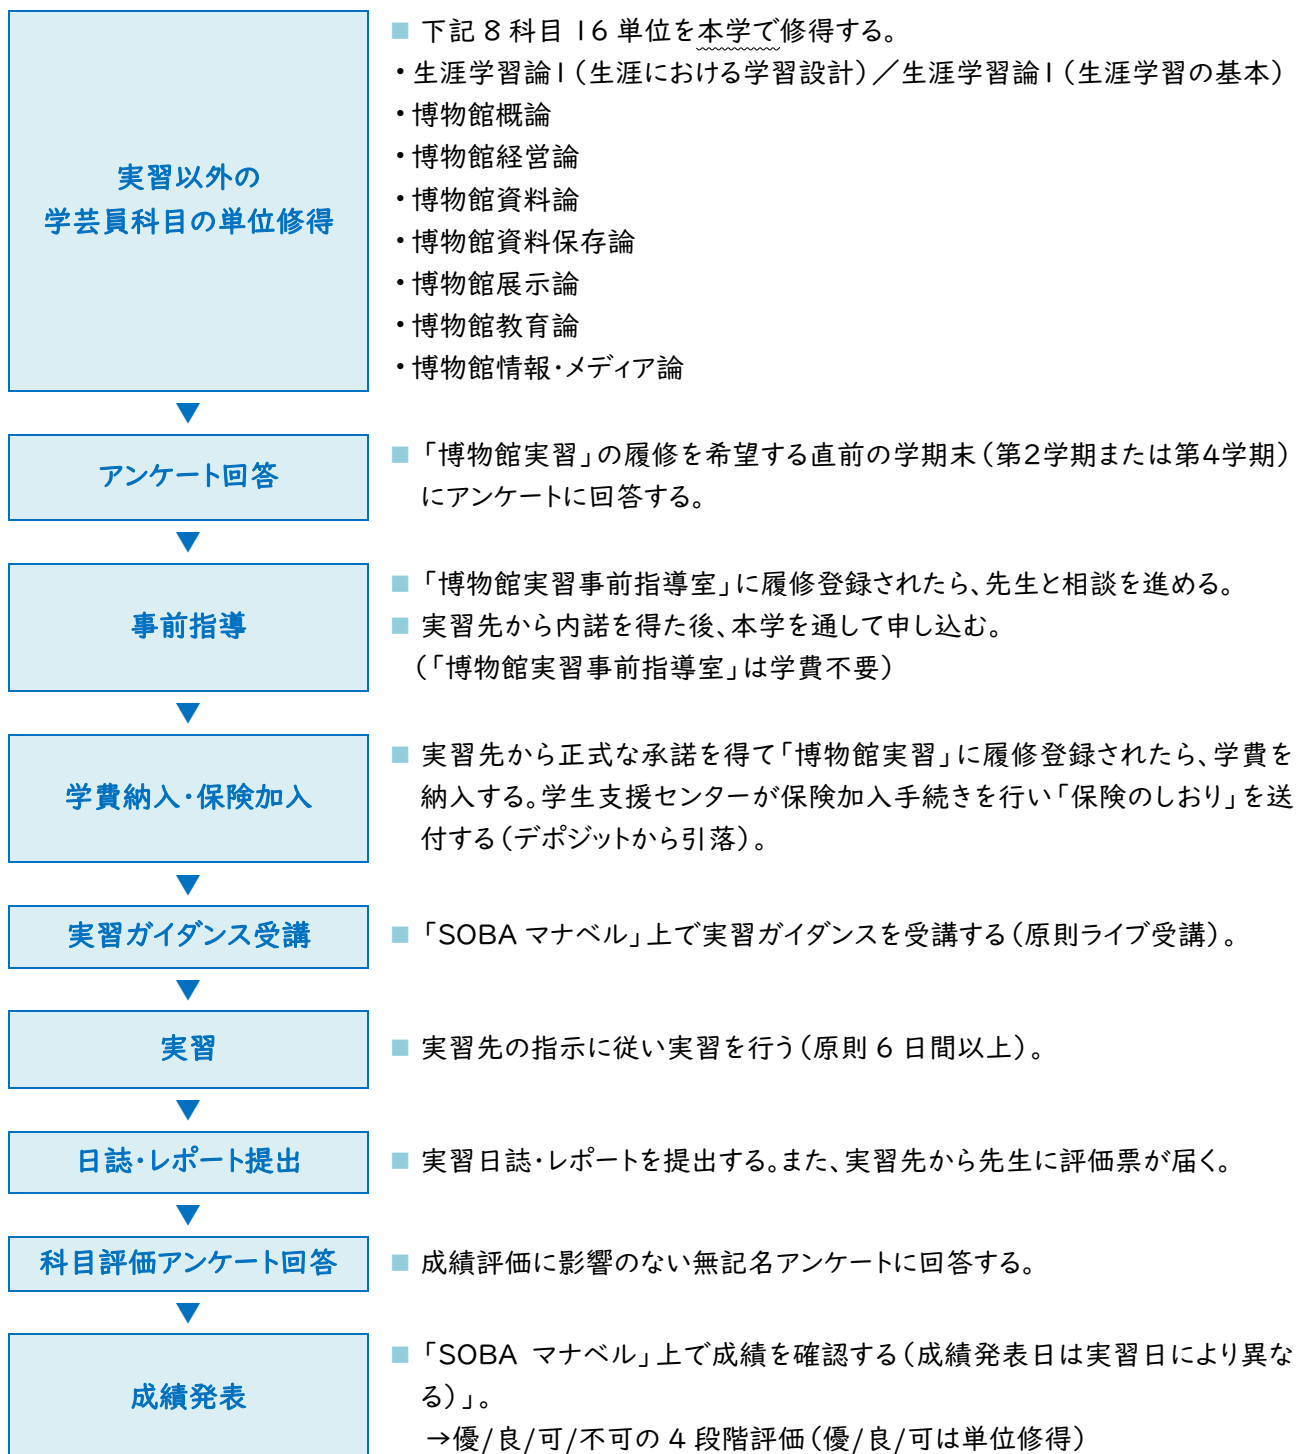 実習以外の
学芸員科目の単位修得
■ 下記8科目16単位を本学で修得する。
・生涯学習論Ⅰ(生涯における学習設計)/生涯学習論Ⅰ(生涯学習の基本)
・博物館概論
・博物館経営論
・博物館資料論
・博物館資料保存論
・博物館展示論
・博物館教育論
・博物館情報・メディア論
▼
アンケート回答
■ 「博物館実習」の履修を希望する直前の学期末(第2学期または第4学期)
にアンケートに回答する。
▼
事前指導
■ 「博物館実習事前指導室」に履修登録されたら、先生と相談を進める。
■ 実習先から内諾を得た後、本学を通して申し込む。
(「博物館実習事前指導室」は学費不要)
▼
学費納入・保険加入
■ 実習先から正式な承諾を得て「博物館実習」に履修登録されたら、学費を
納入する。学生支援センターが保険加入手続きを行い「保険のしおり」を送
付する(デポジットから引落)。
▼
実習ガイダンス受講
■ 「SOBA マナベル」上で実習ガイダンスを受講する(原則ライブ受講)。
▼
実習
■ 実習先の指示に従い実習を行う(原則6日間以上)。
▼
日誌・レポート提出
■ 実習日誌・レポートを提出する。また、実習先から先生に評価票が届く。
▼
科目評価アンケート回答
■ 成績評価に影響のない無記名アンケートに回答する。
▼
成績発表
■ 「SOBA マナベル」上で成績を確認する(成績発表日は実習日により異な
る)」。
→優/良/可/不可の4段階評価(優/良/可は単位修得)